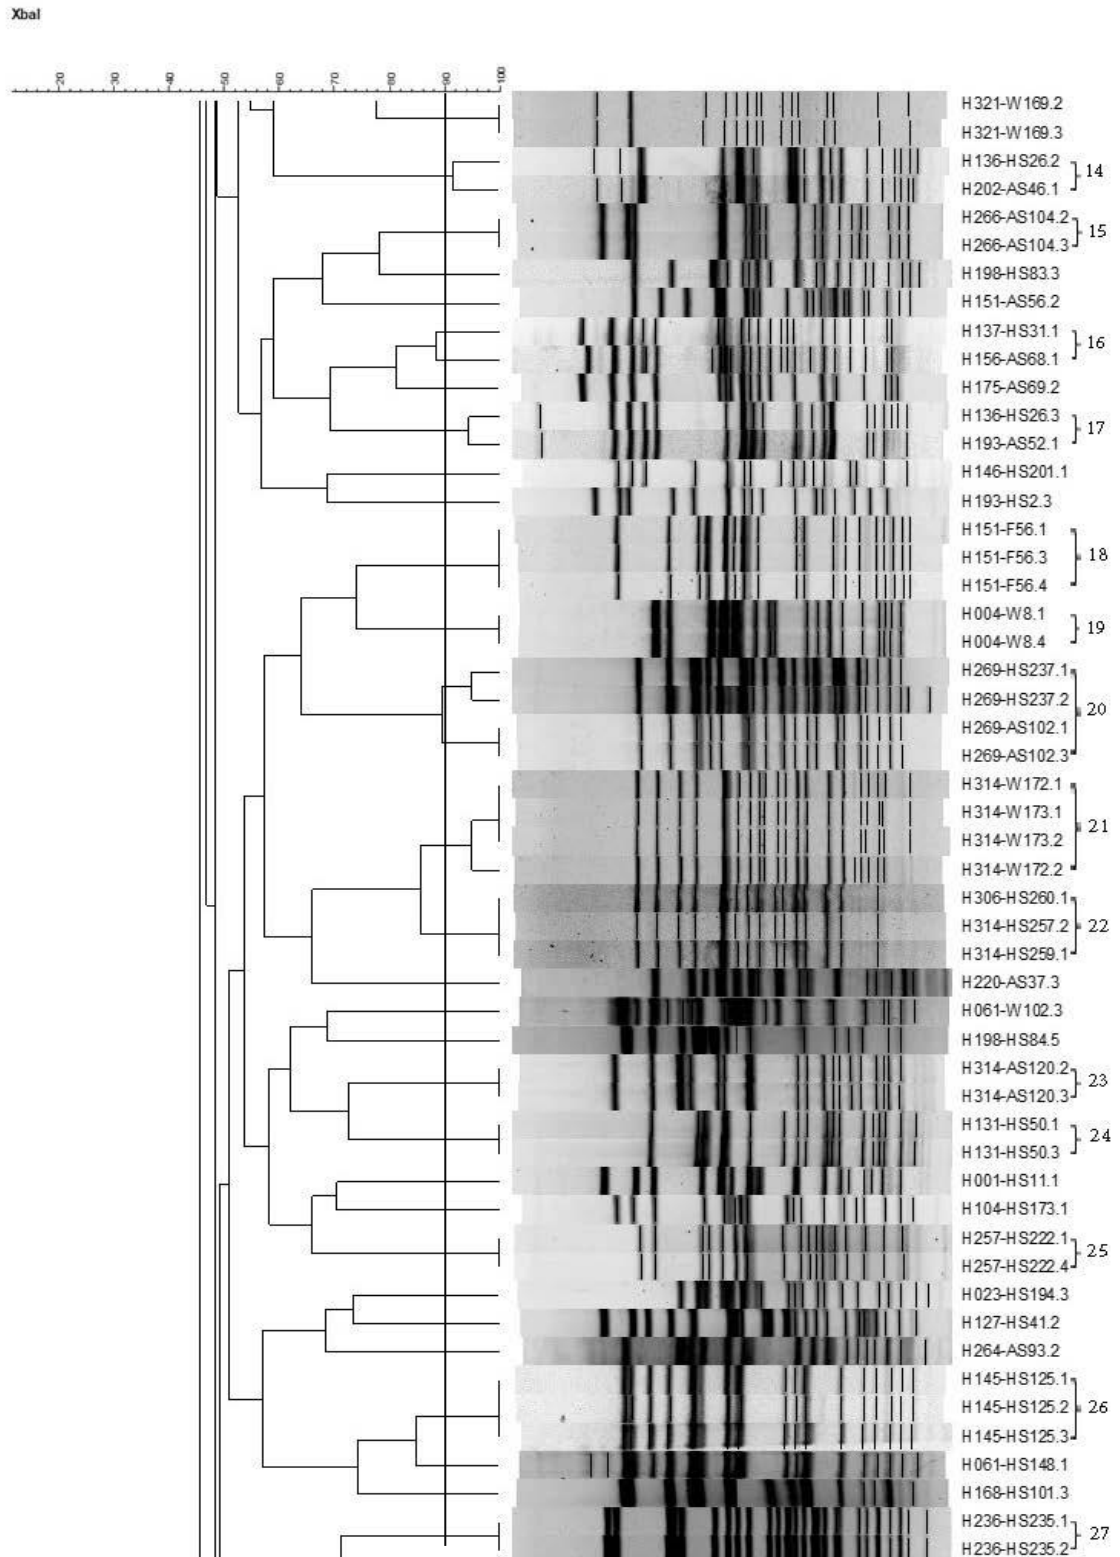 XbaI
20 30 40 50 60 70 80 90 100
H321-W169.2
H321-W169.3
H136-HS26.2
14
H202-AS46.1
H266-AS104.2
15
H266-AS104.3
H198-HS83.3
H151-AS56.2
H137-HS31.1
16
H156-AS68.1
H175-AS69.2
H136-HS26.3
17
H193-AS52.1
H146-HS201.1
H193-HS2.3
H151-F56.1
H151-F56.3
18
H151-F56.4
H004-W8.1
19
H004-W8.4
H269-HS237.1
H269-HS237.2
20
H269-AS102.1
H269-AS102.3
H314-W172.1
H314-W173.1
21
H314-W173.2
H314-W172.2
H306-HS260.1
H314-HS257.2
22
H314-HS259.1
H220-AS37.3
H061-W102.3
H198-HS84.5
H314-AS120.2
23
H314-AS120.3
H131-HS50.1
24
H131-HS50.3
H001-HS11.1
H104-HS173.1
H257-HS222.1
25
H257-HS222.4
H023-HS194.3
H127-HS41.2
H264-AS93.2
H145-HS125.1
H145-HS125.2
26
H145-HS125.3
H061-HS148.1
H168-HS101.3
H236-HS235.1
27
H236-HS235.2